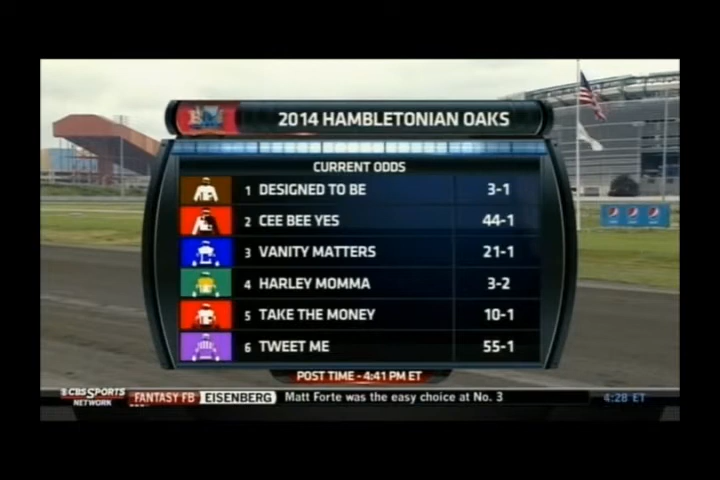 2014 HAMBLETONIAN OAKS
CURRENT ODDS
1 DESIGNED TO BE 3-1
2 CEE BEE YES 44-1
3 VANITY MATTERS 21-1
4 HARLEY MOMMA 3-2
5 TAKE THE MONEY 10-1
6 TWEET ME 55-1
POST TIME - 4:41 PM ET
CBS SPORTS NETWORK
FANTASY FB EISENBERG Matt Forte was the easy choice at No. 3 4:28 ET